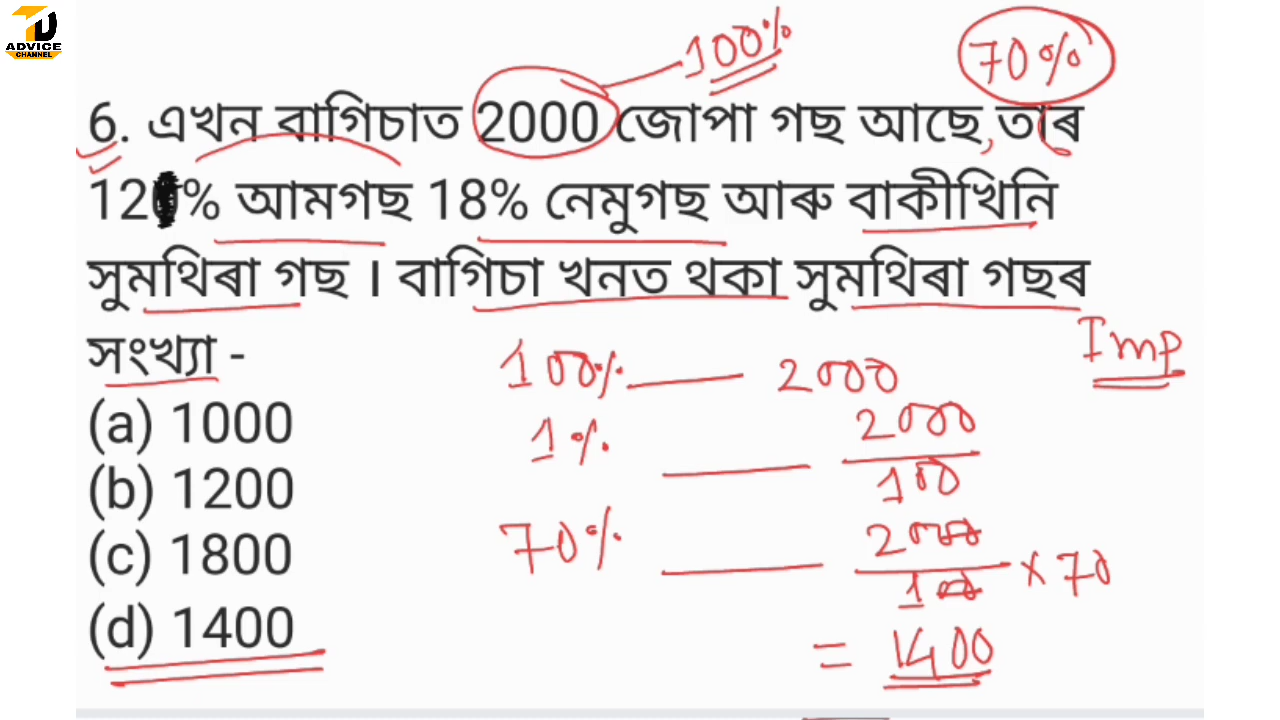 TD
ADVICE
CHANNEL
100%
70%
6. এখন বাগিচাত 2000 জোপা গছ আছে, তাৰ
12% আমগছ 18% নেমুগছ আৰু বাকীখিনি
সুমথিৰা গছ । বাগিচা খনত থকা সুমথিৰা গছৰ
সংখ্যা -
Imp
(a) 1000
(b) 1200
(c) 1800
(d) 1400
100% 2000
1% 2000
100
70% 2000
100 × 70
= 1400